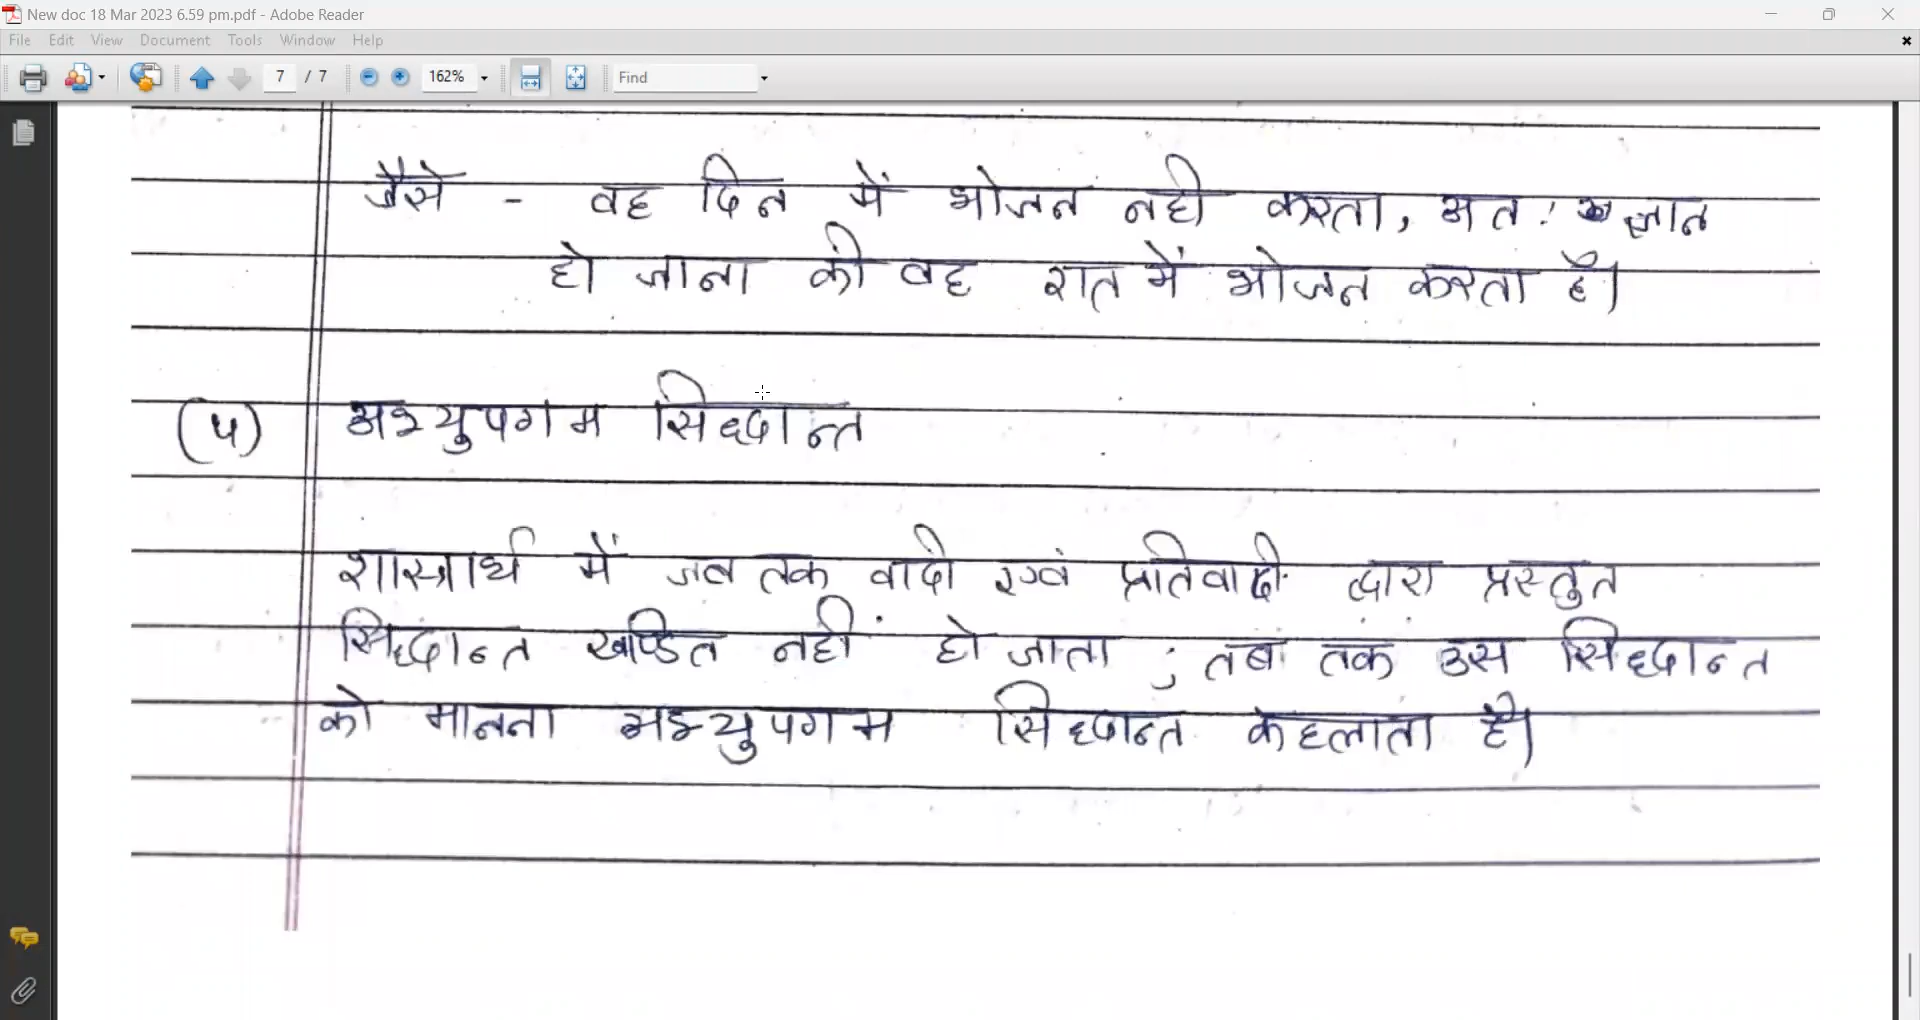 New doc 18 Mar 2023 6.59 pm.pdf - Adobe Reader
File Edit View Document Tools Window Help
7 / 7 162% Find
जैसे - वह दिन में भोजन नही करता, अतः ज्ञान
हो जाना की वह रात में भोजन करता है।
(५) अभ्युपगम सिद्धान्त
शास्त्रार्थ में जब तक वादी एवं प्रतिवादी द्वारा प्रस्तुत
सिद्धान्त खण्डित नहीं हो जाता ; तब तक उस सिद्धान्त
को मानना अभ्युपगम सिद्धान्त कहलाता है।